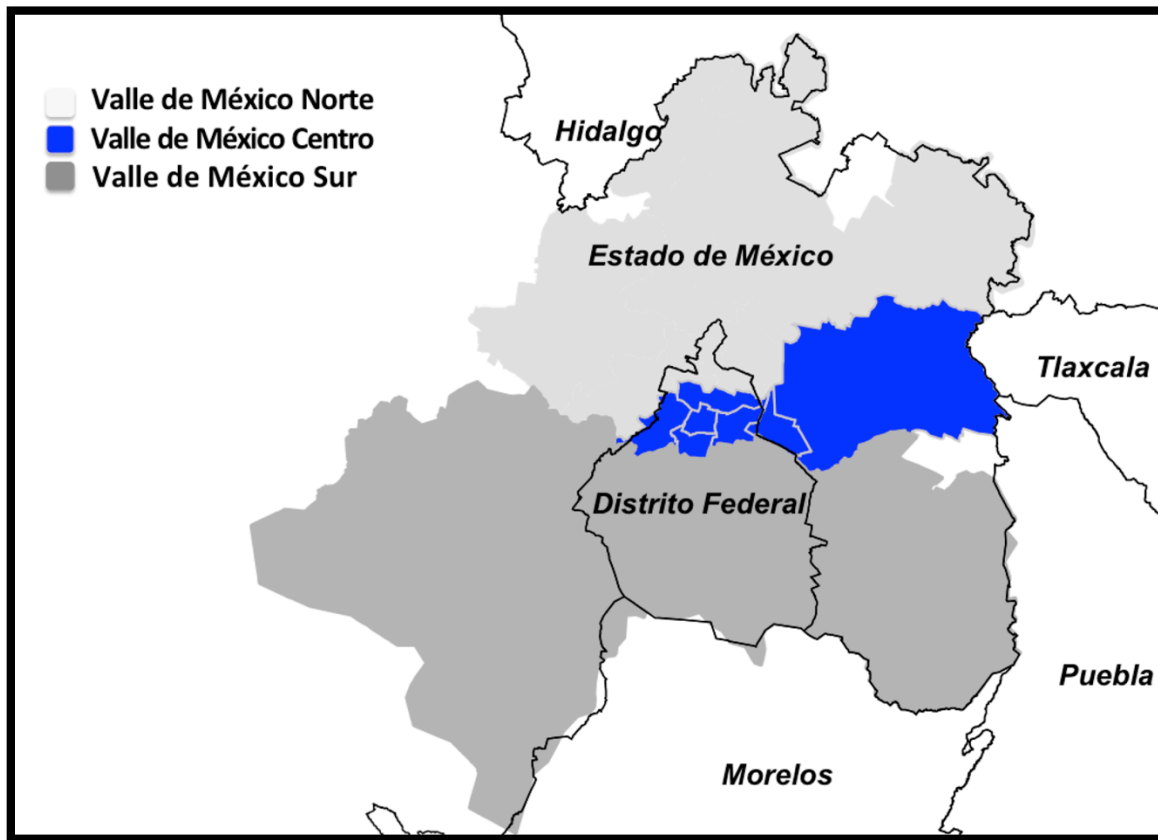 Valle de México Norte
Valle de México Centro
Valle de México Sur
Hidalgo
Estado de México
Tlaxcala
Distrito Federal
Puebla
Morelos